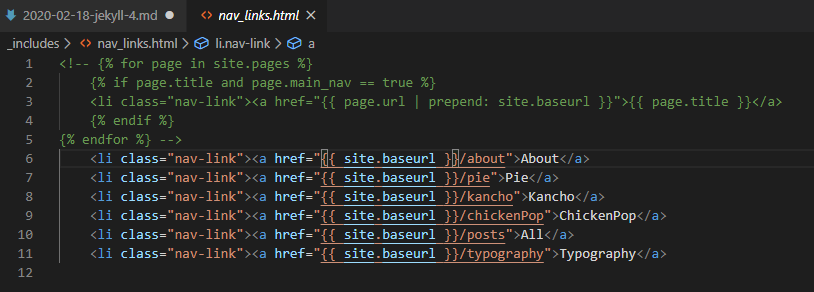 2020-02-18-jekyll-4.md ● <> nav_links.html ×
_includes > <> nav_links.html > li.nav-link > a
1 <!-- {% for page in site.pages %}
2 {% if page.title and page.main_nav == true %}
3 <li class="nav-link"><a href="{{ page.url | prepend: site.baseurl }}">{{ page.title }}</a>
4 {% endif %}
5 {% endfor %} -->
6 <li class="nav-link"><a href="{{ site.baseurl }}/about">About</a>
7 <li class="nav-link"><a href="{{ site.baseurl }}/pie">Pie</a>
8 <li class="nav-link"><a href="{{ site.baseurl }}/kancho">Kancho</a>
9 <li class="nav-link"><a href="{{ site.baseurl }}/chickenPop">ChickenPop</a>
10 <li class="nav-link"><a href="{{ site.baseurl }}/posts">All</a>
11 <li class="nav-link"><a href="{{ site.baseurl }}/typography">Typography</a>
12